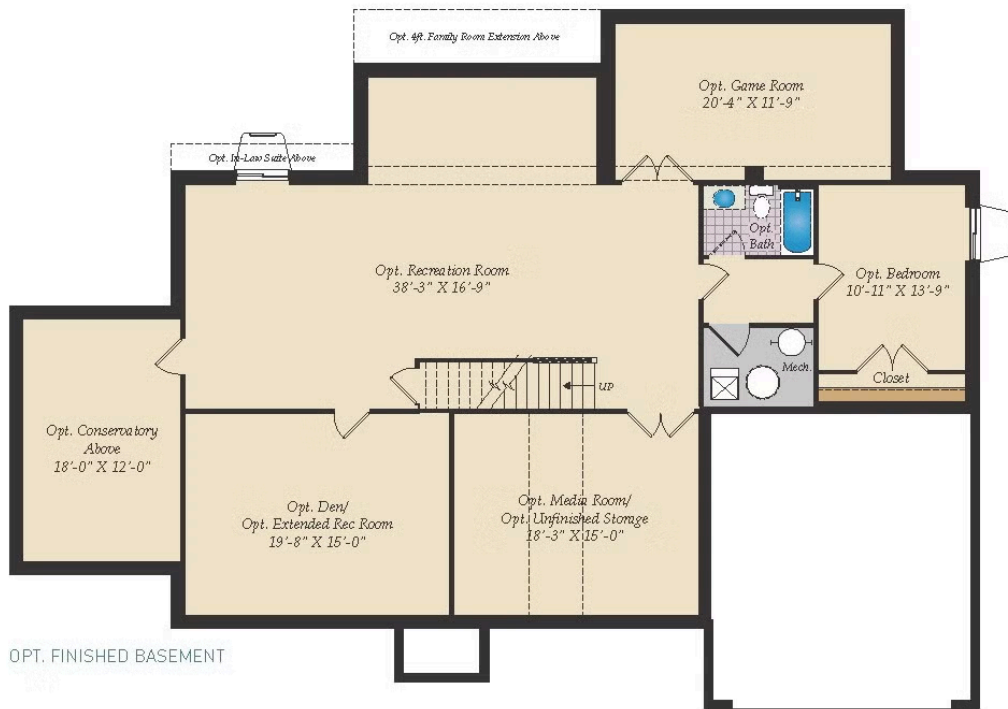 Opt. 4ft. Family Room Extension Above
Opt. Game Room
20'-4" X 11'-9"
Opt. In-Law Suite Above
Opt.
Bath
Opt. Recreation Room
38'-3" X 16'-9"
Opt. Bedroom
10'-11" X 13'-9"
Mech.
Closet
UP
Opt. Conservatory
Above
18'-0" X 12'-0"
Opt. Den/
Opt. Extended Rec Room
19'-8" X 15'-0"
Opt. Media Room/
Opt. Unfinished Storage
18'-3" X 15'-0"
OPT. FINISHED BASEMENT